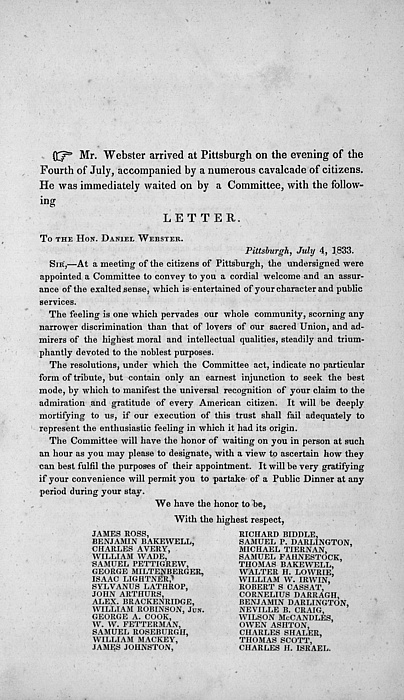 ☞ Mr. Webster arrived at Pittsburgh on the evening of the
Fourth of July, accompanied by a numerous cavalcade of citizens.
He was immediately waited on by a Committee, with the follow-
ing
LETTER.
To the Hon. Daniel Webster.
Pittsburgh, July 4, 1833.
Sir,—At a meeting of the citizens of Pittsburgh, the undersigned were
appointed a Committee to convey to you a cordial welcome and an assur-
ance of the exalted sense, which is entertained of your character and public
services.
The feeling is one which pervades our whole community, scorning any
narrower discrimination than that of lovers of our sacred Union, and ad-
mirers of the highest moral and intellectual qualities, steadily and trium-
phantly devoted to the noblest purposes.
The resolutions, under which the Committee act, indicate no particular
form of tribute, but contain only an earnest injunction to seek the best
mode, by which to manifest the universal recognition of your claim to the
admiration and gratitude of every American citizen. It will be deeply
mortifying to us, if our execution of this trust shall fail adequately to
represent the enthusiastic feeling in which it had its origin.
The Committee will have the honor of waiting on you in person at such
an hour as you may please to designate, with a view to ascertain how they
can best fulfil the purposes of their appointment. It will be very gratifying
if your convenience will permit you to partake of a Public Dinner at any
period during your stay.
We have the honor to be,
With the highest respect,
JAMES ROSS,
BENJAMIN BAKEWELL,
CHARLES AVERY,
WILLIAM WADE,
SAMUEL PETTIGREW,
GEORGE MILTENBERGER,
ISAAC LIGHTNER,
SYLVANUS LATHROP,
JOHN ARTHURS,
ALEX. BRACKENRIDGE,
WILLIAM ROBINSON, Jun.
GEORGE A. COOK,
W. W. FETTERMAN,
SAMUEL ROSEBURGH,
WILLIAM MACKEY,
JAMES JOHNSTON,
RICHARD BIDDLE,
SAMUEL P. DARLINGTON,
MICHAEL TIERNAN,
SAMUEL FAHNESTOCK,
THOMAS BAKEWELL,
WALTER H. LOWRIE,
WILLIAM W. IRWIN,
ROBERT S CASSAT,
CORNELIUS DARRAGH,
BENJAMIN DARLINGTON,
NEVILLE B. CRAIG,
WILSON McCANDLES,
OWEN ASHTON,
CHARLES SHALER,
THOMAS SCOTT,
CHARLES H. ISRAEL.